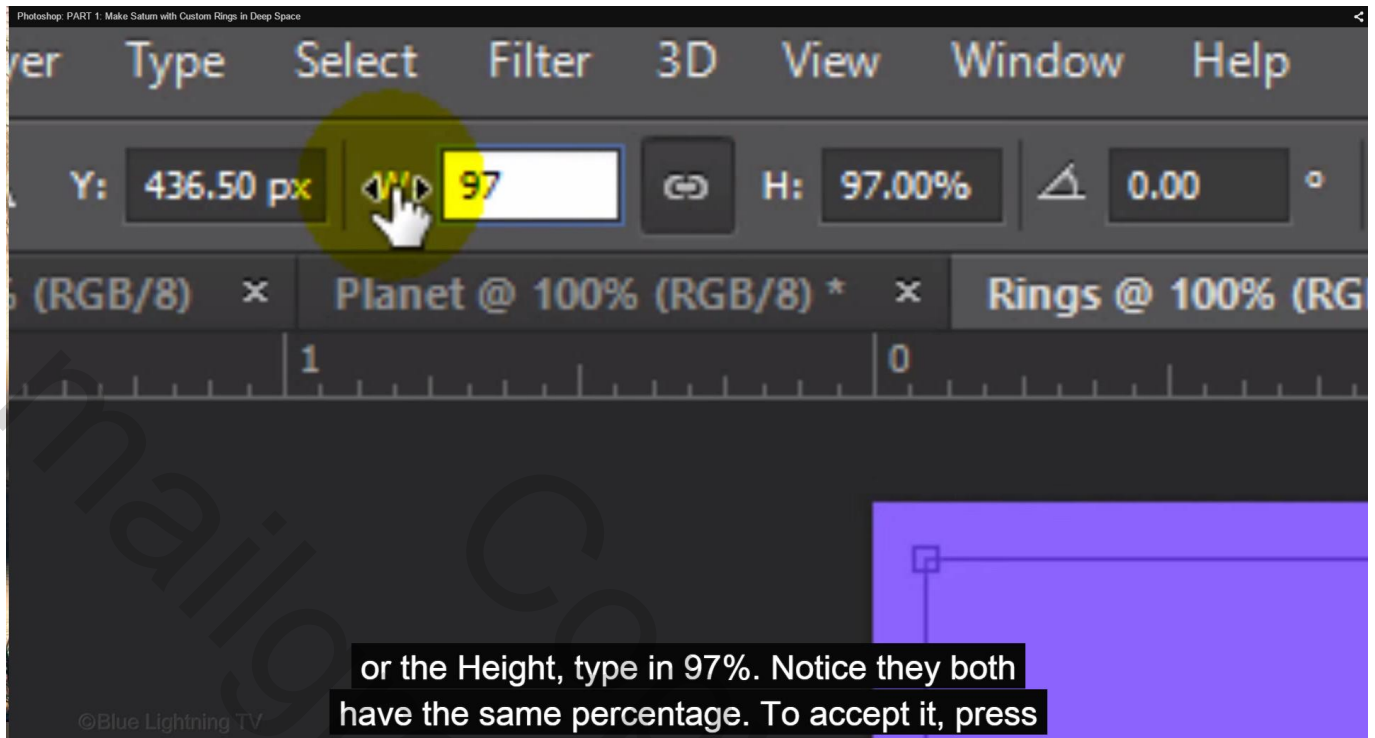 Photoshop: PART 1: Make Saturn with Custom Rings in Deep Space
yer Type Select Filter 3D View Window Help
Y: 436.50 px W: 97 H: 97.00% 0.00 °
% (RGB/8) × Planet @ 100% (RGB/8) * × Rings @ 100% (RG
1 0
or the Height, type in 97%. Notice they both
have the same percentage. To accept it, press
©Blue Lightning TV